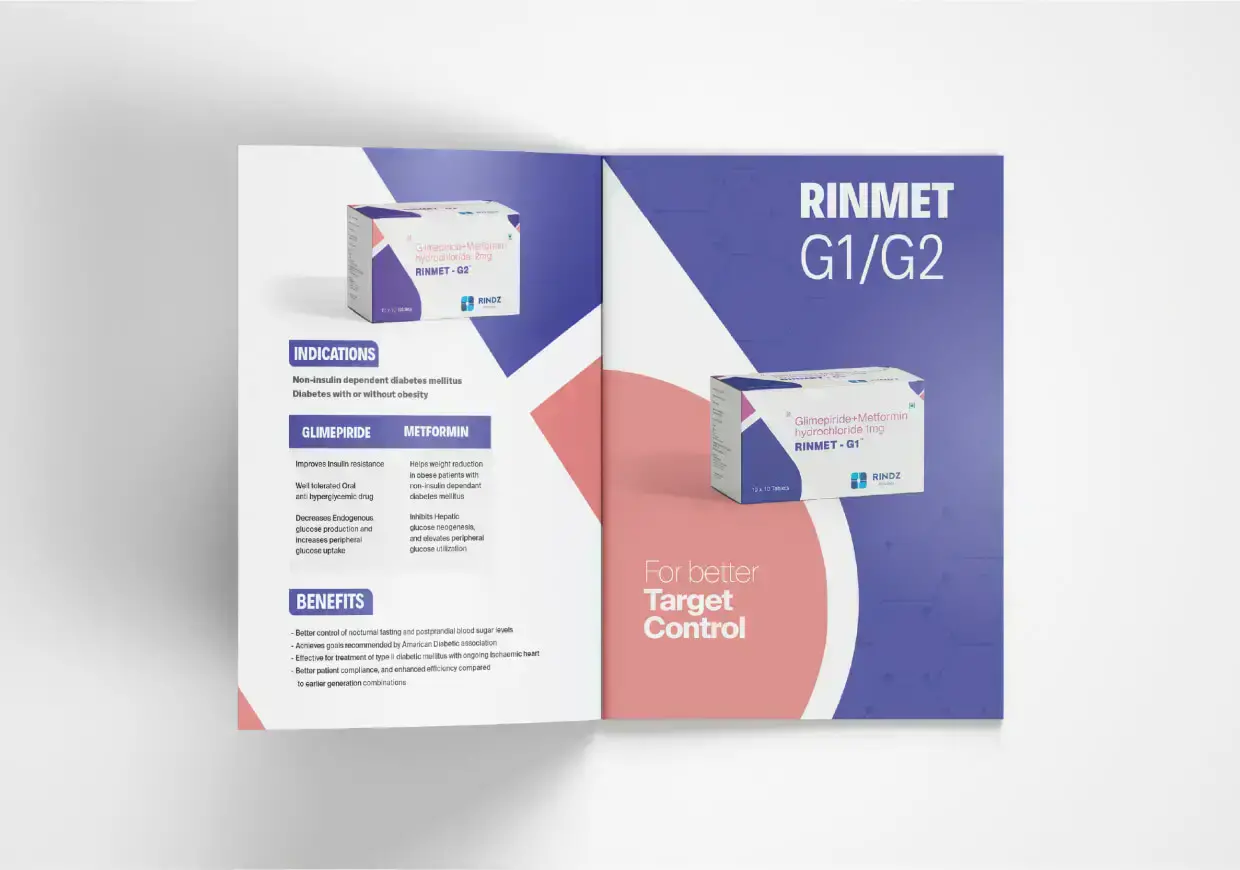 Glimepiride+Metformin
hydrochloride 2mg
RINMET - G2
10 x 10 Tablets
RINDZ
INDICATIONS
Non-insulin dependent diabetes mellitus
Diabetes with or without obesity
GLIMEPIRIDE
Improves Insulin resistance
Well tolerated Oral
anti hyperglycemic drug
Decreases Endogenous
glucose production and
increases peripheral
glucose uptake
METFORMIN
Helps weight reduction
in obese patients with
non-insulin dependant
diabetes mellitus
Inhibits Hepatic
glucose neogenesis,
and elevates peripheral
glucose utilization
BENEFITS
- Better control of nocturnal fasting and postprandial blood sugar levels
- Achieves goals recommended by American Diabetic association
- Effective for treatment of type II diabetic mellitus with ongoing Ischaemic heart
- Better patient compliance, and enhanced efficiency compared
to earlier generation combinations
RINMET
G1/G2
Glimepiride+Metformin
hydrochloride 1mg
RINMET - G1
10 x 10 Tablets
RINDZ
For better
Target
Control